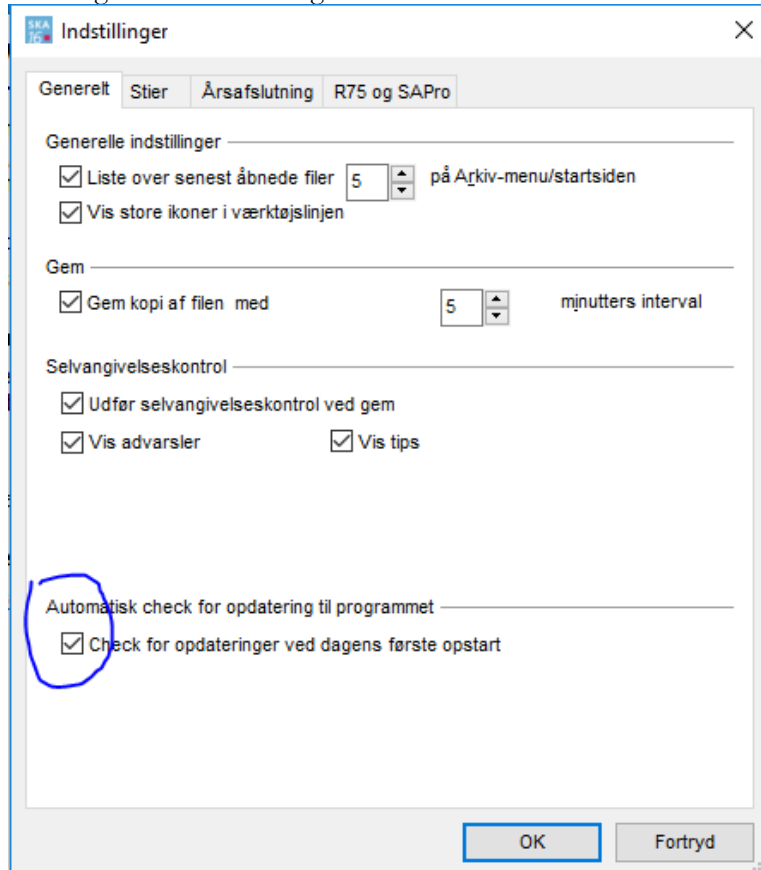 SKA
16
Indstillinger
Generelt Stier Årsafslutning R75 og SAPro
Generelle indstillinger
Liste over senest åbnede filer 5 på Arkiv-menu/startsiden
Vis store ikoner i værktøjslinjen
Gem
Gem kopi af filen med 5 minutters interval
Selvangivelseskontrol
Udfør selvangivelseskontrol ved gem
Vis advarsler Vis tips
Automatisk check for opdatering til programmet
Check for opdateringer ved dagens første opstart
OK Fortryd